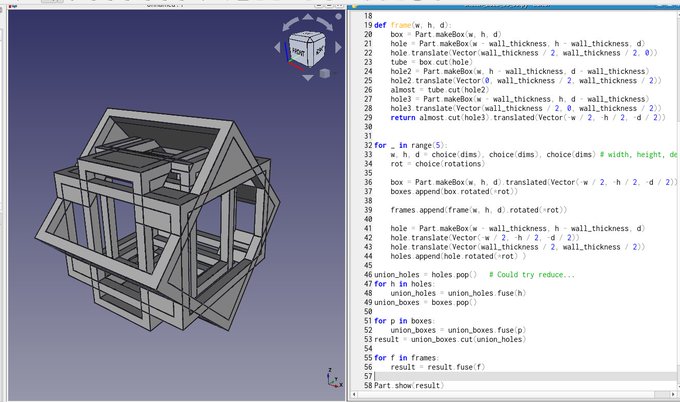 FRONT
Z
Y
X
18
19 def frame(w, h, d):
20 box = Part.makeBox(w, h, d)
21 hole = Part.makeBox(w - wall_thickness, h - wall_thickness, d)
22 hole.translate(Vector(wall_thickness / 2, wall_thickness / 2, 0))
23 tube = box.cut(hole)
24 hole2 = Part.makeBox(w, h - wall_thickness, d - wall_thickness)
25 hole2.translate(Vector(0, wall_thickness / 2, wall_thickness / 2))
26 almost = tube.cut(hole2)
27 hole3 = Part.makeBox(w - wall_thickness, h, d - wall_thickness)
28 hole3.translate(Vector(wall_thickness / 2, 0, wall_thickness / 2))
29 return almost.cut(hole3).translated(Vector(-w / 2, -h / 2, -d / 2))
30
31
32 for _ in range(5):
33 w, h, d = choice(dims), choice(dims), choice(dims) # width, height, de
34 rot = choice(rotations)
35
36 box = Part.makeBox(w, h, d).translated(Vector(-w / 2, -h / 2, -d / 2))
37 boxes.append(box.rotated(*rot))
38
39 frames.append(frame(w, h, d).rotated(*rot))
40
41 hole = Part.makeBox(w - wall_thickness, h - wall_thickness, d)
42 hole.translate(Vector(-w / 2, -h / 2, -d / 2))
43 hole.translate(Vector(wall_thickness / 2, wall_thickness / 2))
44 holes.append(hole.rotated(*rot) )
45
46 union_holes = holes.pop() # Could try reduce...
47 for h in holes:
48 union_holes = union_holes.fuse(h)
49 union_boxes = boxes.pop()
50
51 for p in boxes:
52 union_boxes = union_boxes.fuse(p)
53 result = union_boxes.cut(union_holes)
54
55 for f in frames:
56 result = result.fuse(f)
57
58 Part.show(result)